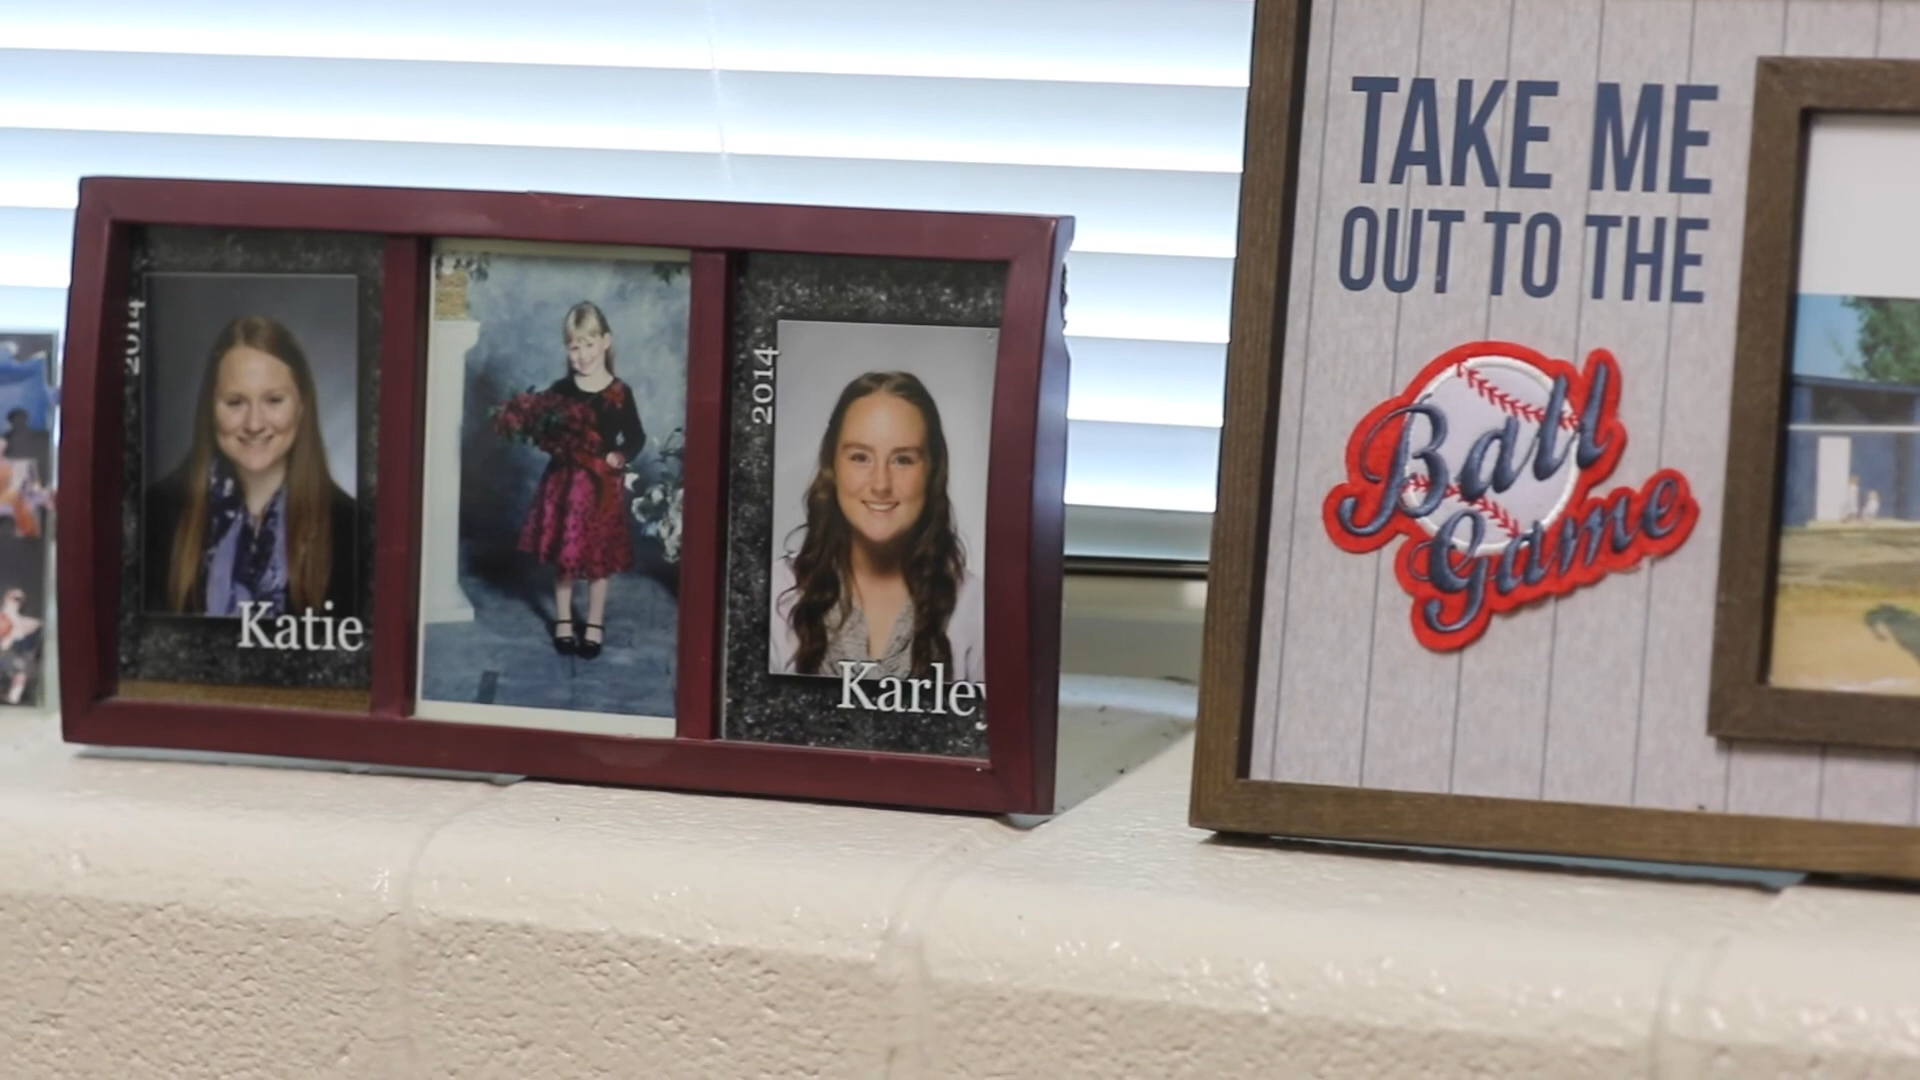 2014
Katie
2014
Karley
TAKE ME
OUT TO THE
Ball
Game